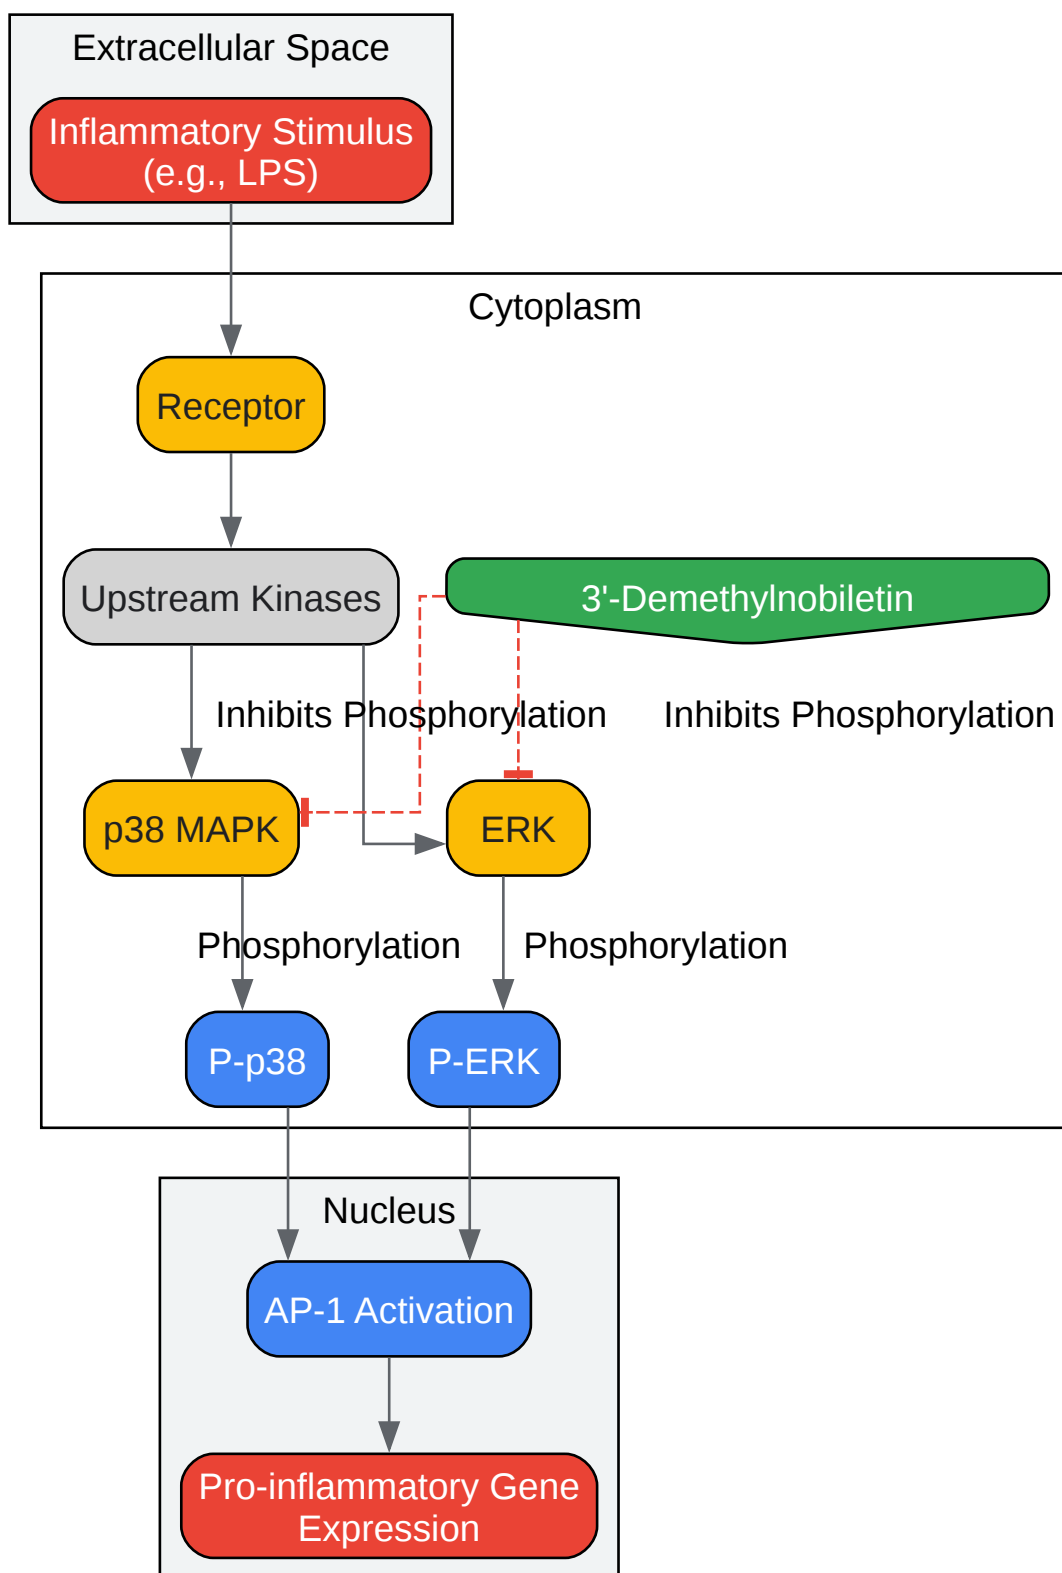 Extracellular Space
Inflammatory Stimulus
(e.g., LPS)
Cytoplasm
Receptor
Upstream Kinases
3'-Demethylnobiletin
Inhibits Phosphorylation
Inhibits Phosphorylation
p38 MAPK
ERK
Phosphorylation
Phosphorylation
P-p38
P-ERK
Nucleus
AP-1 Activation
Pro-inflammatory Gene
Expression